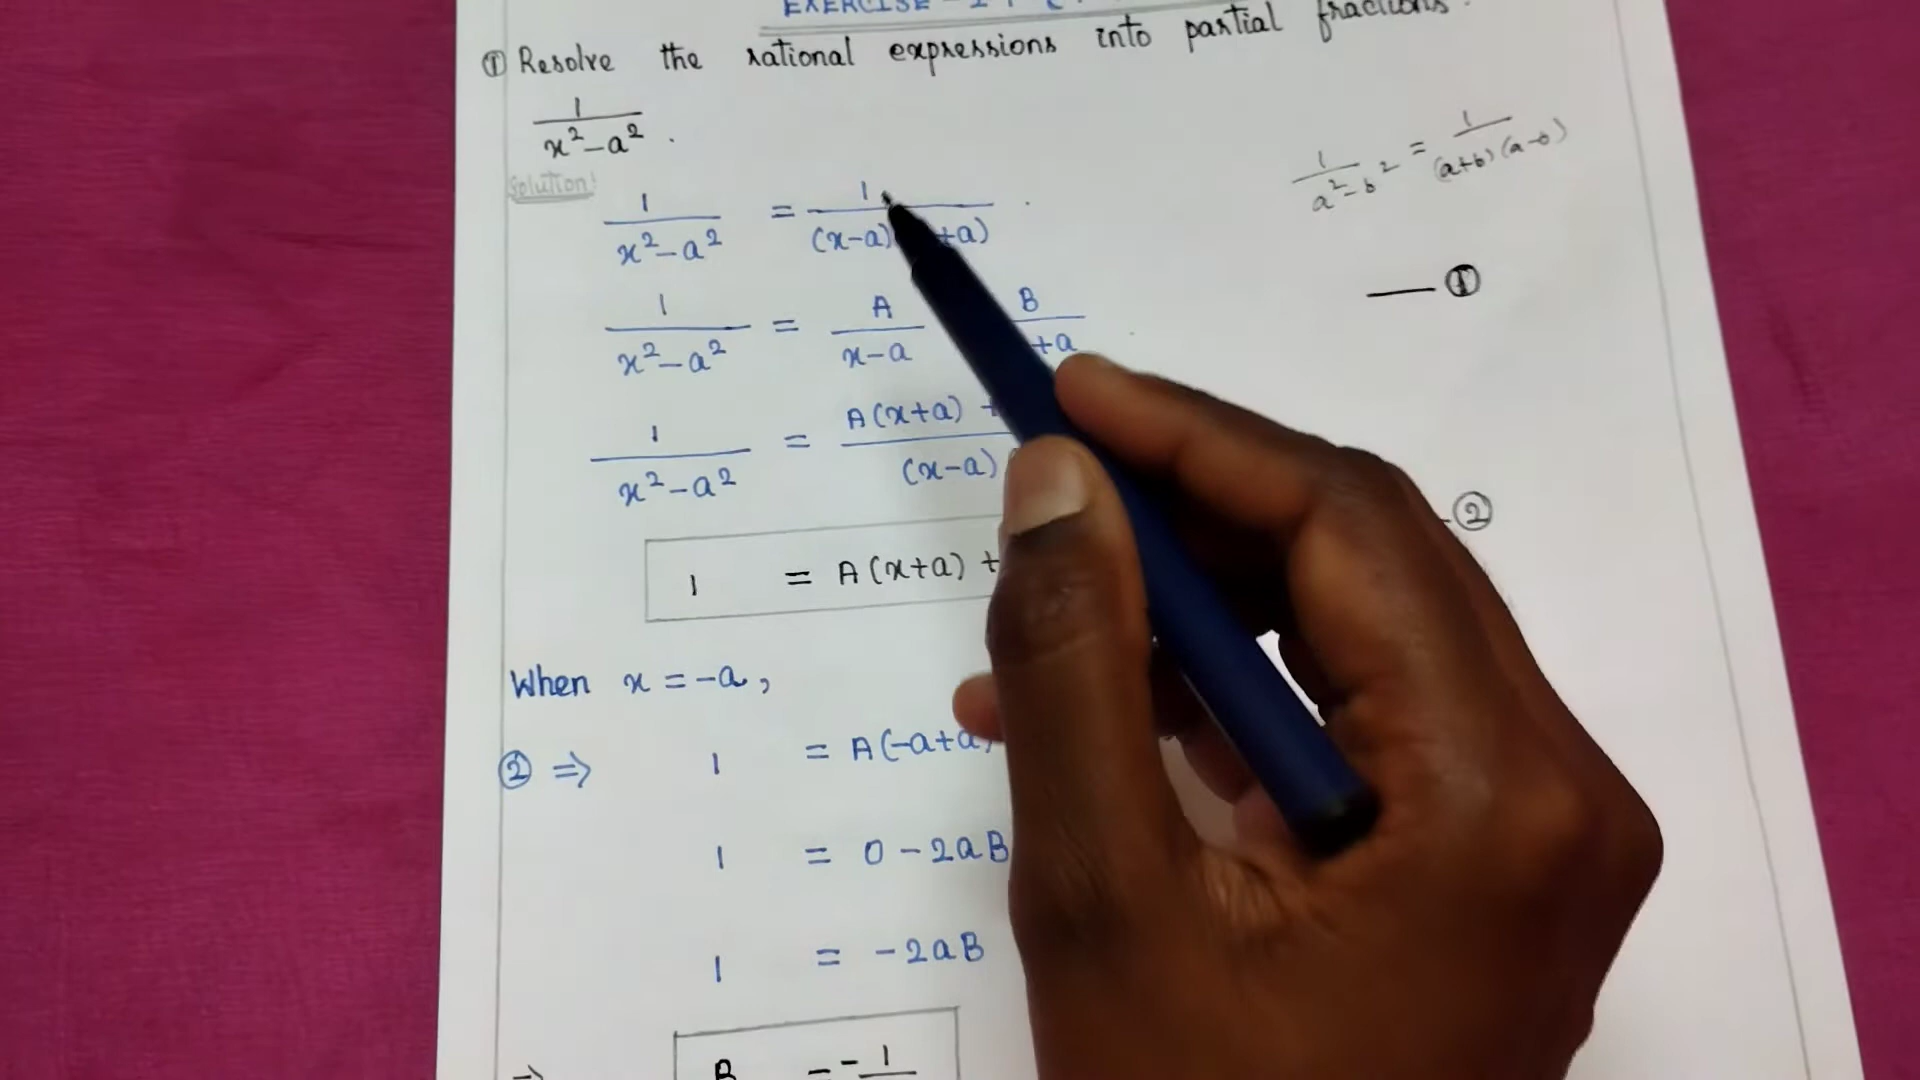 EXERCISE
① Resolve the rational expressions into partial fractions.
1/(x²-a²) .
Solution!
1/(x²-a²) = 1/(x-a) +a) .
1/(a²-b²) = 1/(a+b)(a-b)
1/(x²-a²) = A/(x-a) B/+a — ①
1/(x²-a²) = A(x+a) + /(x-a)
1 = A(x+a) + - ②
When x = -a,
② ⇒ 1 = A(-a+a)
1 = 0 - 2aB
1 = -2aB
⇒ B = -1